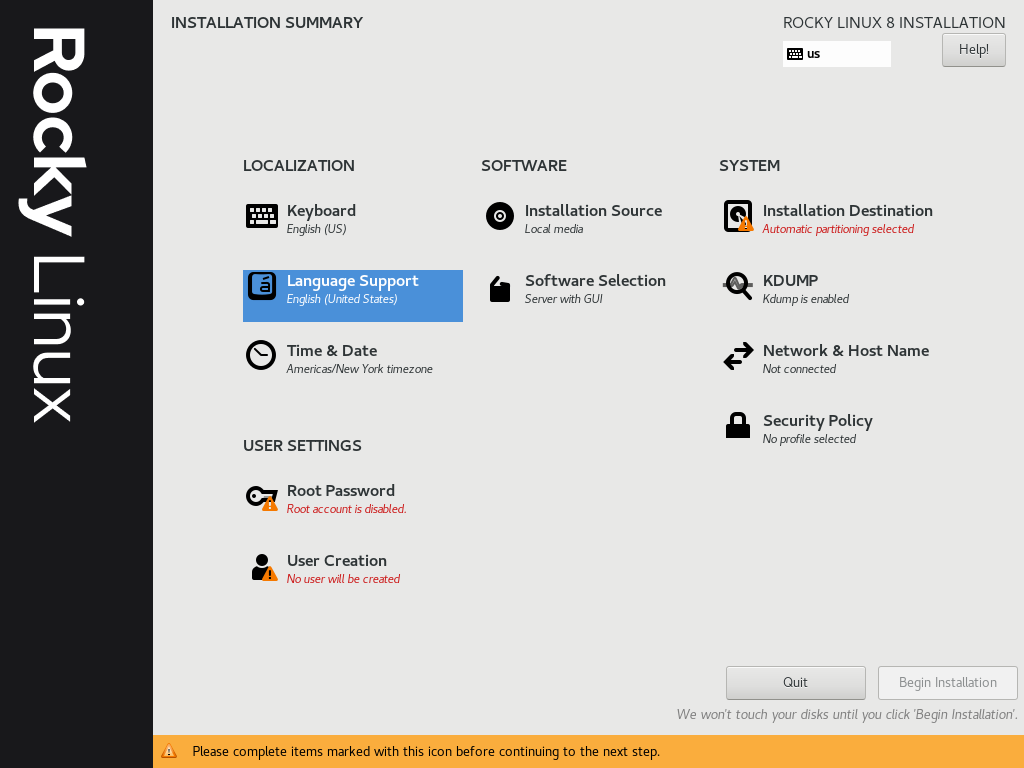 Rocky Linux
INSTALLATION SUMMARY
ROCKY LINUX 8 INSTALLATION
us
Help!
LOCALIZATION
Keyboard
English (US)
Language Support
English (United States)
Time & Date
Americas/New York timezone
USER SETTINGS
Root Password
Root account is disabled.
User Creation
No user will be created
SOFTWARE
Installation Source
Local media
Software Selection
Server with GUI
SYSTEM
Installation Destination
Automatic partitioning selected
KDUMP
Kdump is enabled
Network & Host Name
Not connected
Security Policy
No profile selected
Quit
Begin Installation
We won't touch your disks until you click 'Begin Installation'.
Please complete items marked with this icon before continuing to the next step.